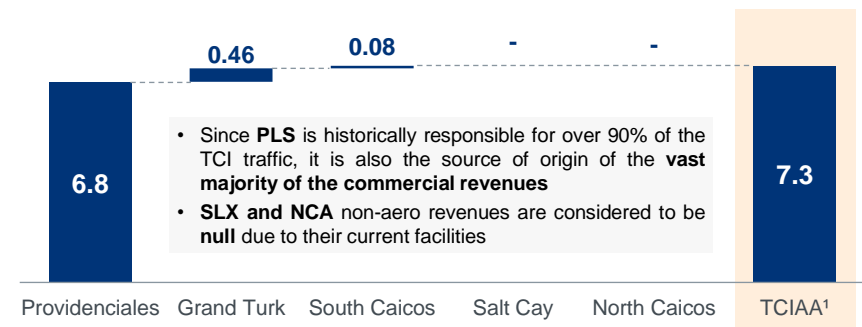 0.46
0.08
-
-
• Since PLS is historically responsible for over 90% of the
TCI traffic, it is also the source of origin of the vast
majority of the commercial revenues
• SLX and NCA non-aero revenues are considered to be
null due to their current facilities
6.8
7.3
Providenciales
Grand Turk
South Caicos
Salt Cay
North Caicos
TCIAA¹